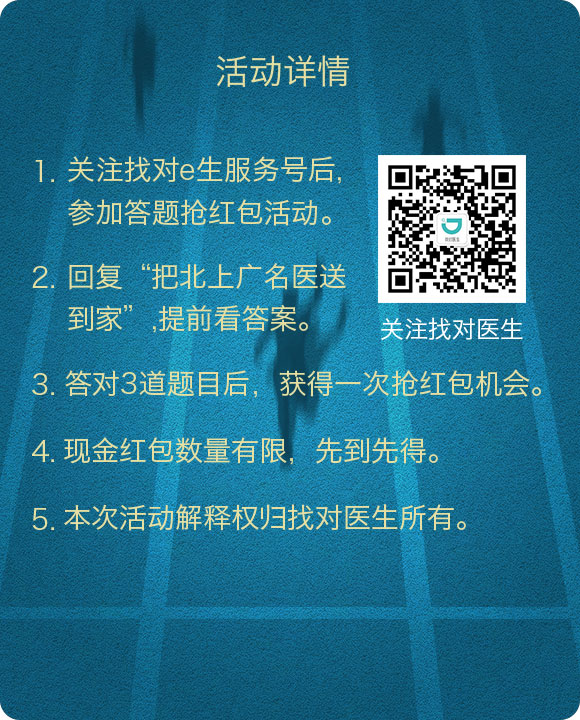 活动详情
1. 关注找对e生服务号后,
参加答题抢红包活动。
2. 回复“把北上广名医送
到家”,提前看答案。
关注找对医生
3. 答对3道题目后，获得一次抢红包机会。
4. 现金红包数量有限，先到先得。
5. 本次活动解释权归找对医生所有。